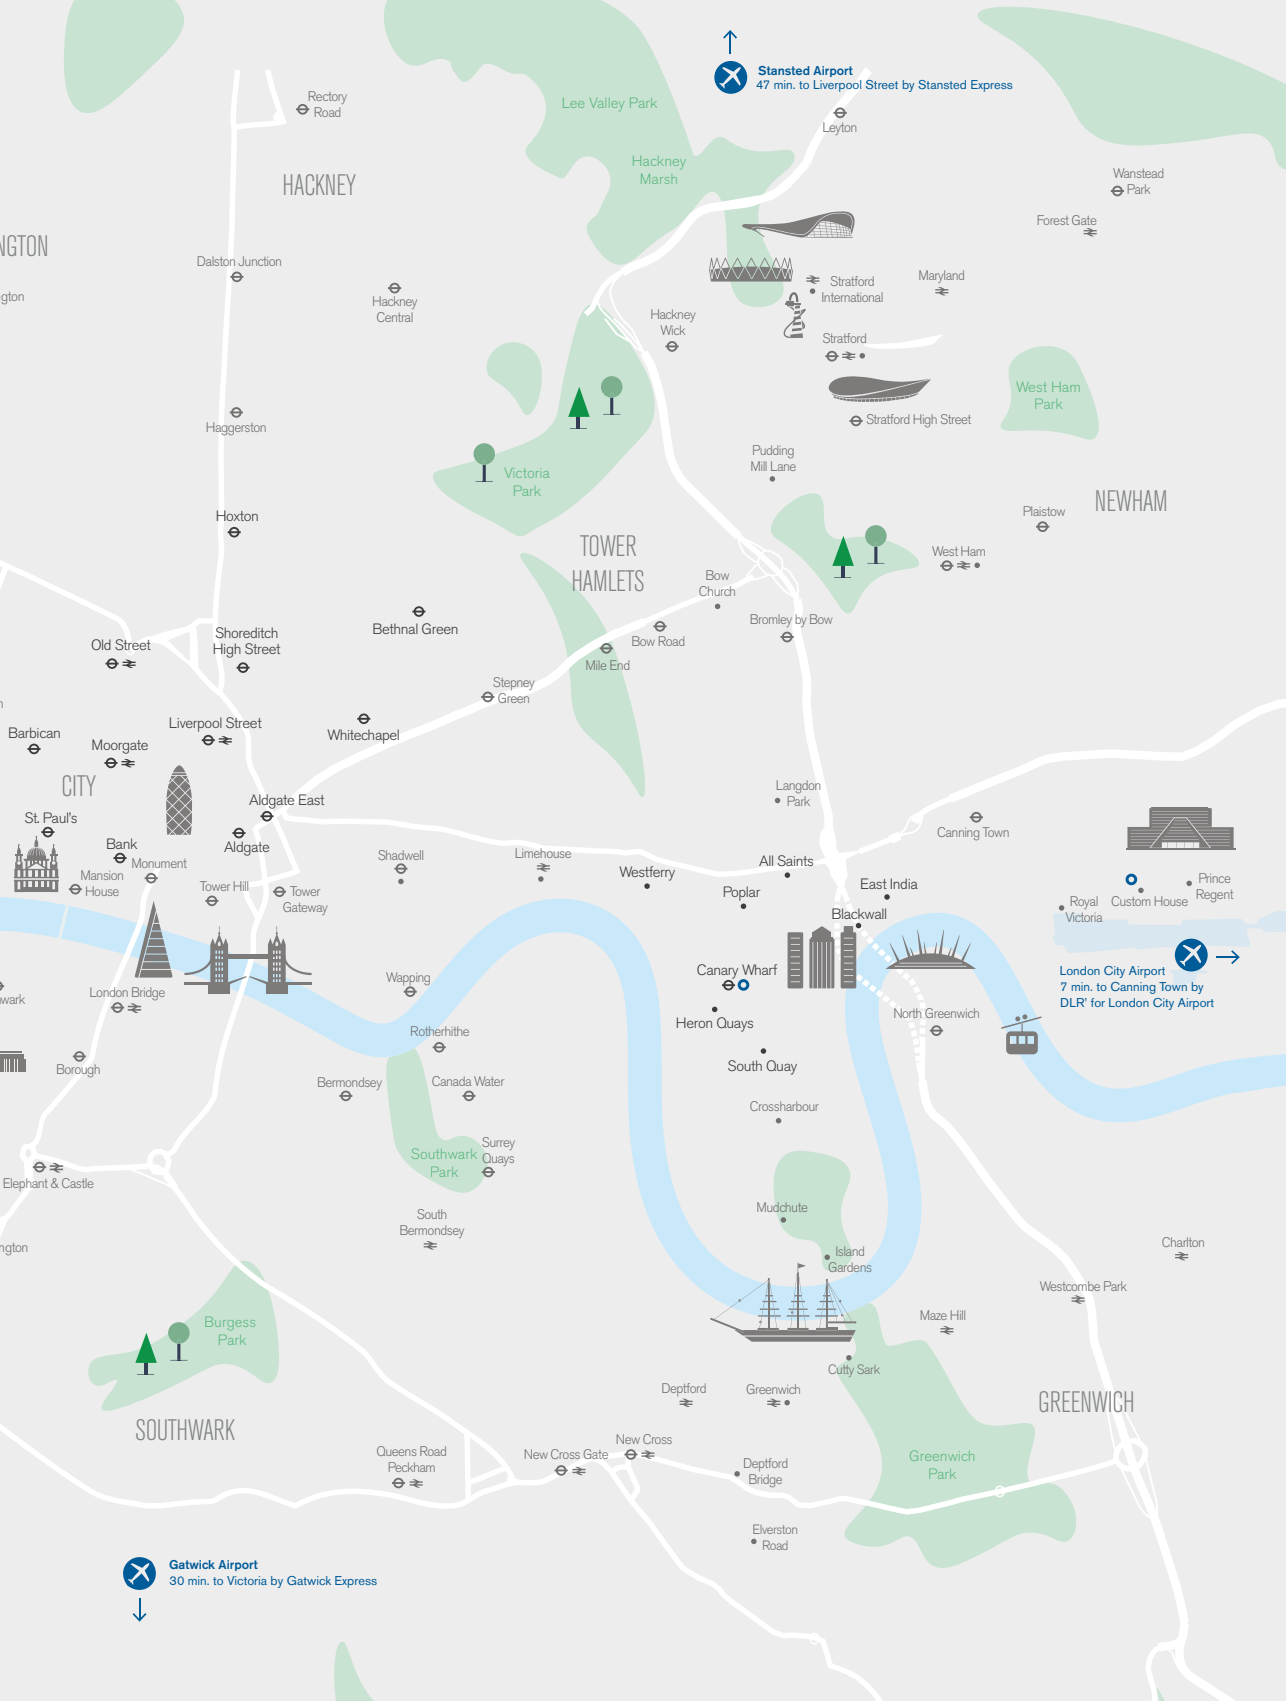 Stansted Airport
47 min. to Liverpool Street by Stansted Express
Rectory
Road
Lee Valley Park
Leyton
Hackney
Marsh
HACKNEY
Wanstead
Park
Forest Gate
NGTON
Dalston Junction
gton
Hackney
Central
Stratford
International
Maryland
Hackney
Wick
Stratford
West Ham
Park
Haggerston
Stratford High Street
Pudding
Mill Lane
Victoria
Park
NEWHAM
Hoxton
Plaistow
TOWER
HAMLETS
West Ham
Bow
Church
Bethnal Green
Bromley by Bow
Old Street
Shoreditch
High Street
Bow Road
Mile End
Stepney
Green
n
Barbican
Moorgate
Liverpool Street
Whitechapel
CITY
Langdon
Park
St. Paul's
Aldgate East
Canning Town
Bank
Aldgate
Monument
Mansion
House
Shadwell
Limehouse
Westferry
All Saints
Tower Hill
Tower
Gateway
Poplar
East India
Blackwall
Prince
Regent
Custom House
Royal
Victoria
London City Airport
7 min. to Canning Town by
DLR' for London City Airport
Canary Wharf
Wapping
London Bridge
wark
Heron Quays
North Greenwich
Rotherhithe
Borough
South Quay
Bermondsey
Canada Water
Crossharbour
Southwark
Park
Surrey
Quays
Elephant & Castle
South
Bermondsey
Mudchute
Island
Gardens
Charlton
ngton
Westcombe Park
Burgess
Park
Maze Hill
Cutty Sark
Deptford
Greenwich
GREENWICH
SOUTHWARK
Queens Road
Peckham
New Cross Gate
New Cross
Deptford
Bridge
Greenwich
Park
Elverston
Road
Gatwick Airport
30 min. to Victoria by Gatwick Express